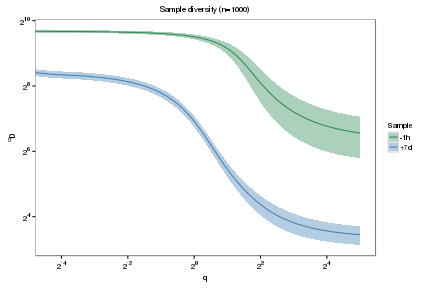 Sample diversity (n=1000)
2^10
2^8
2^6
2^4
qD
2^-4
2^-2
2^0
2^2
2^4
q
Sample
-1h
+7d